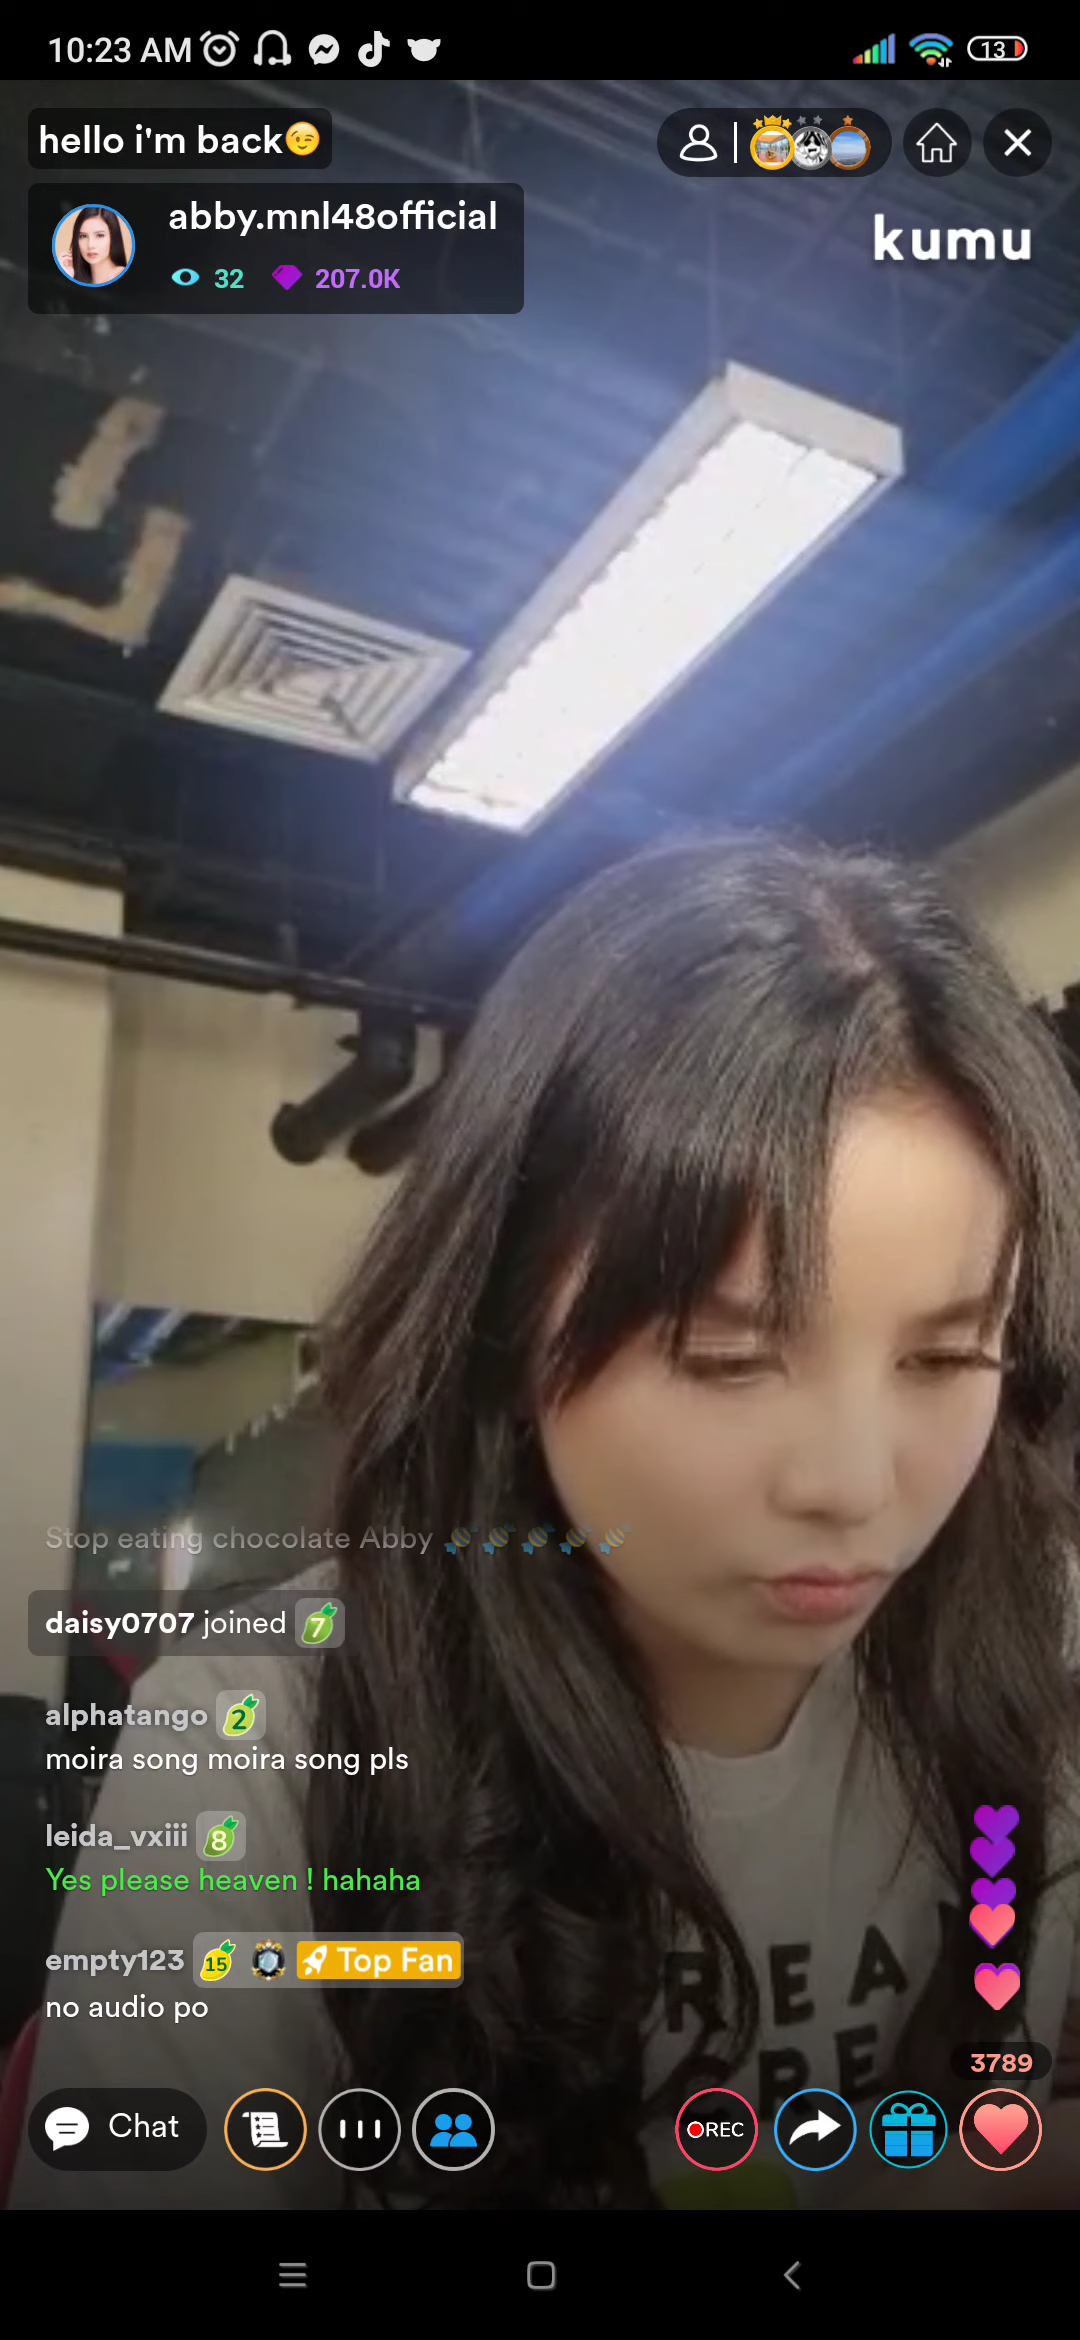 10:23 AM
13
hello i'm back😉
abby.mnl48official
32 207.0K
kumu
Stop eating chocolate Abby 🍬🍬🍬🍬🍬
daisy0707 joined 7
alphatango 2
moira song moira song pls
leida_vxiii 8
Yes please heaven ! hahaha
empty123 15 Top Fan
no audio po
3789
Chat
REC